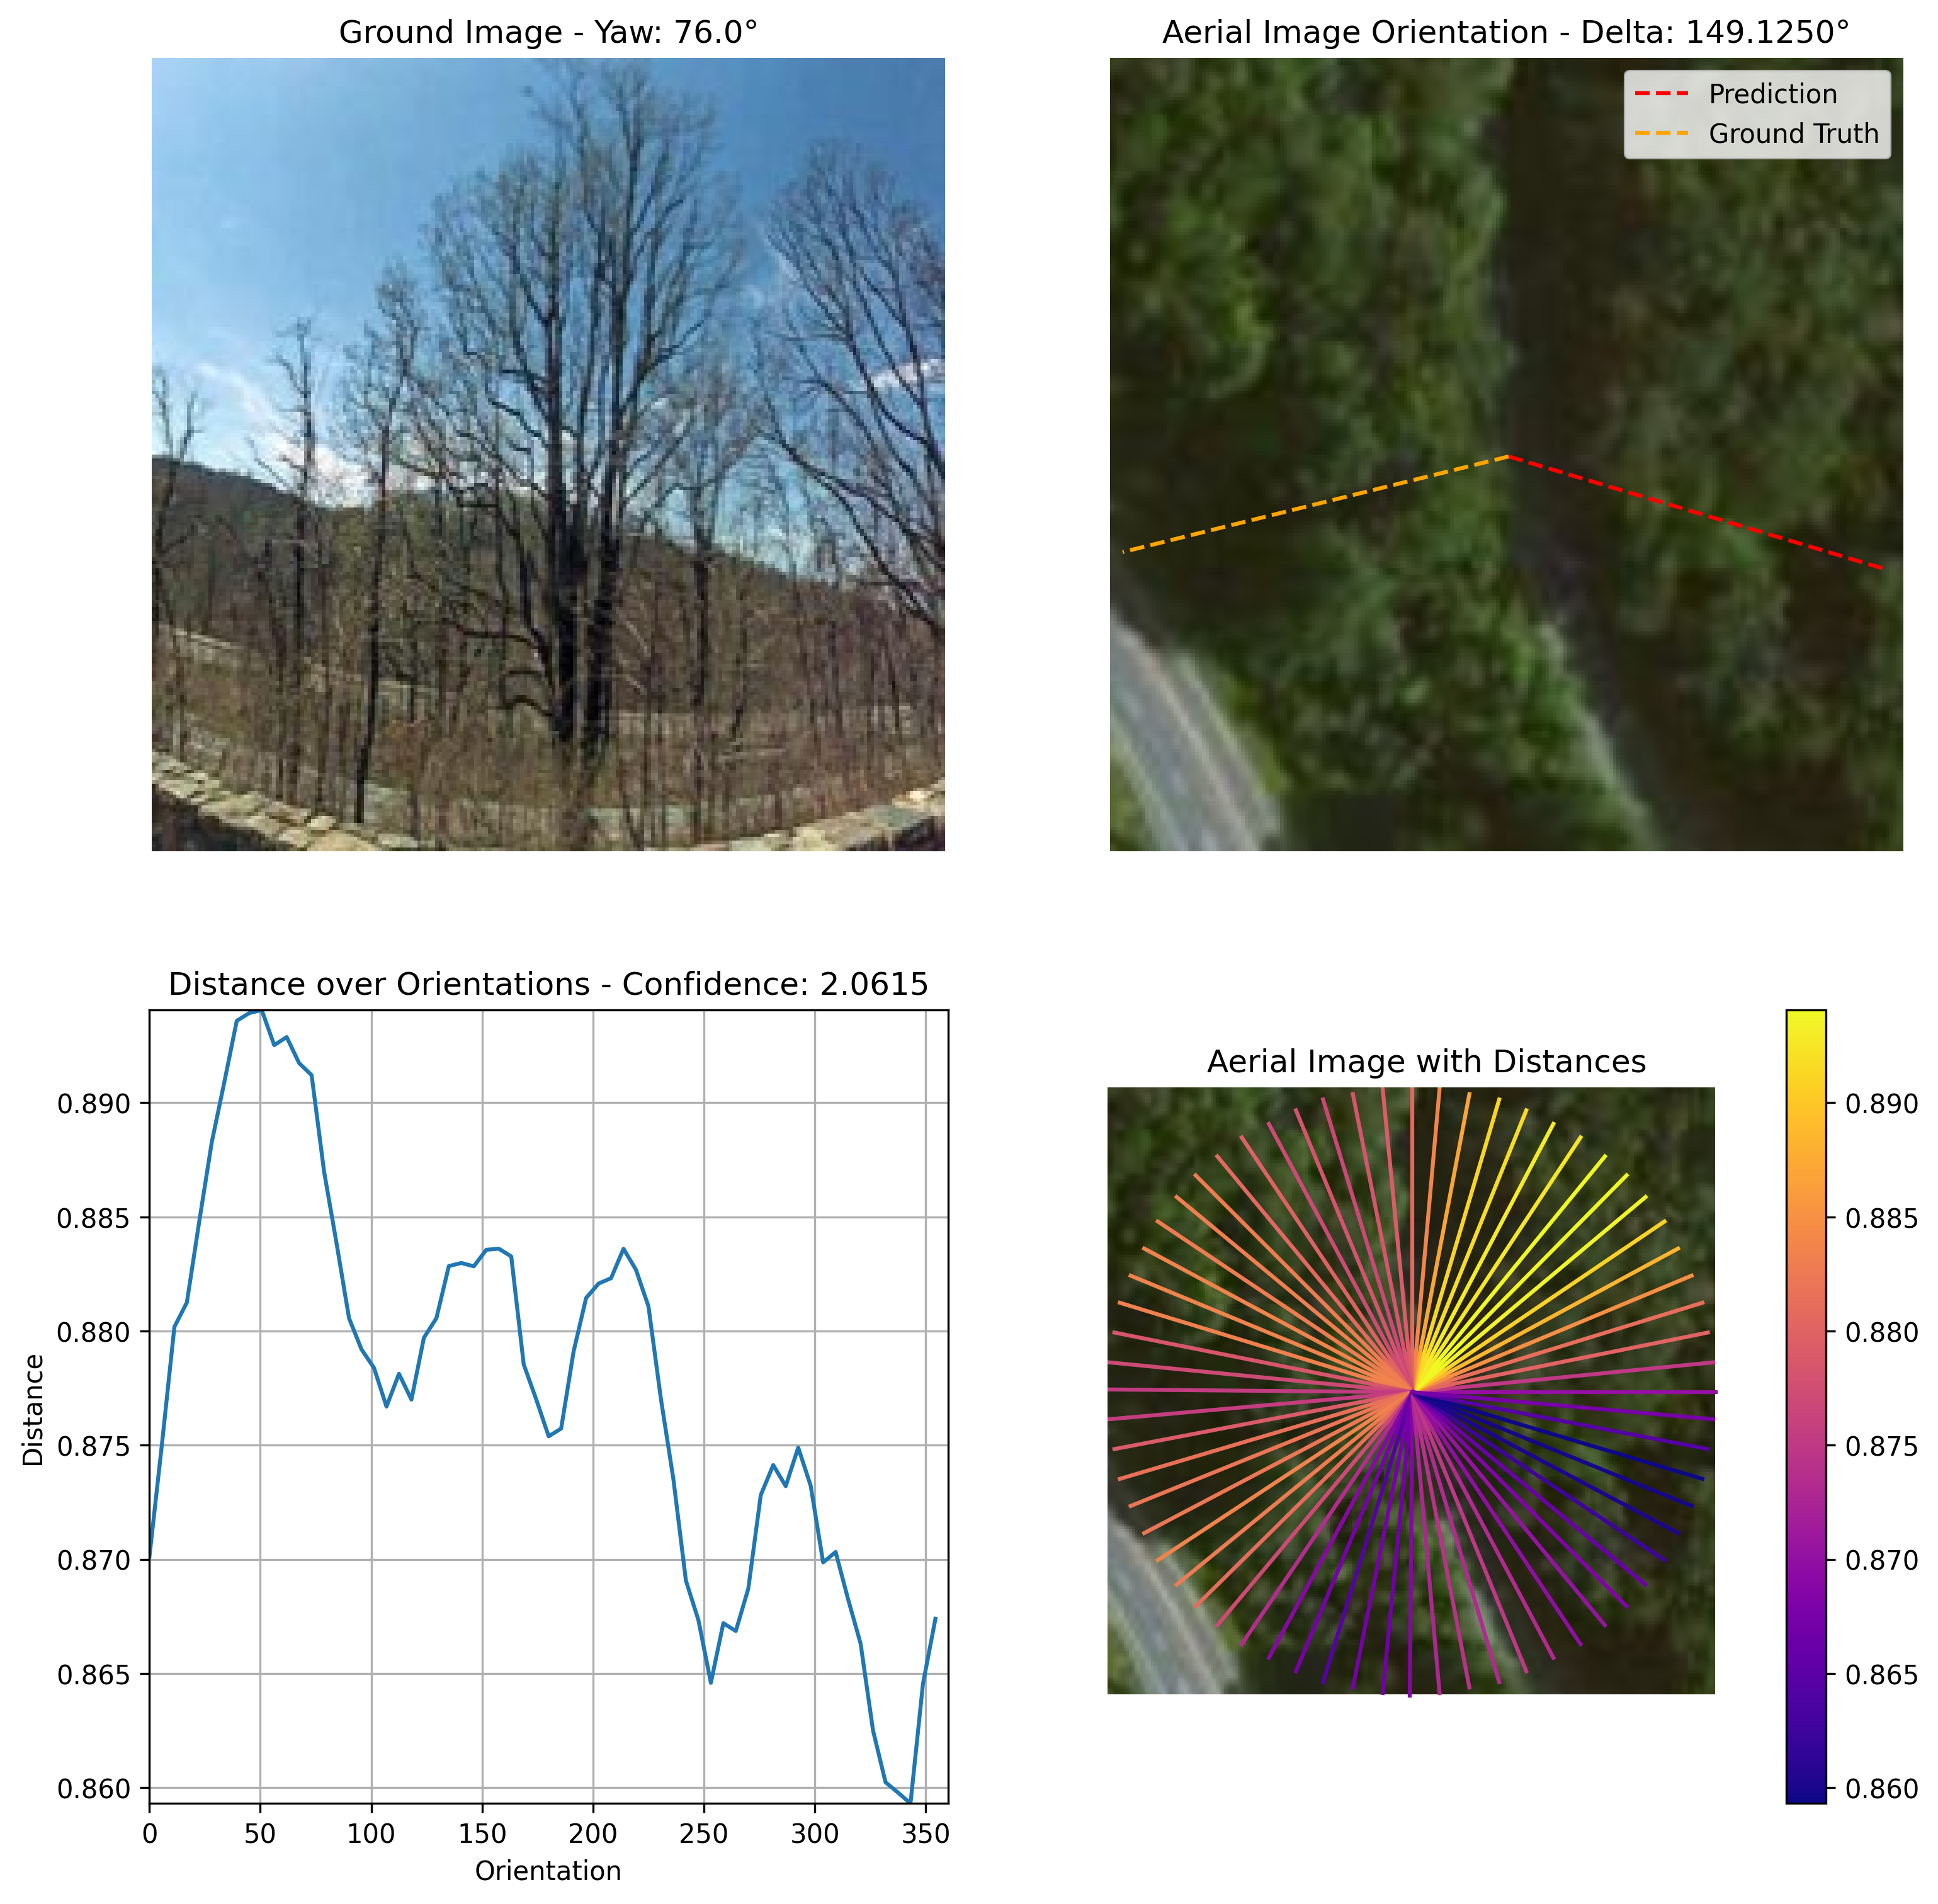 Ground Image - Yaw: 76.0°
Aerial Image Orientation - Delta: 149.1250°
Prediction
Ground Truth
Distance over Orientations - Confidence: 2.0615
0.890
0.885
0.880
0.875
0.870
0.865
0.860
Distance
0 50 100 150 200 250 300 350
Orientation
Aerial Image with Distances
0.890
0.885
0.880
0.875
0.870
0.865
0.860